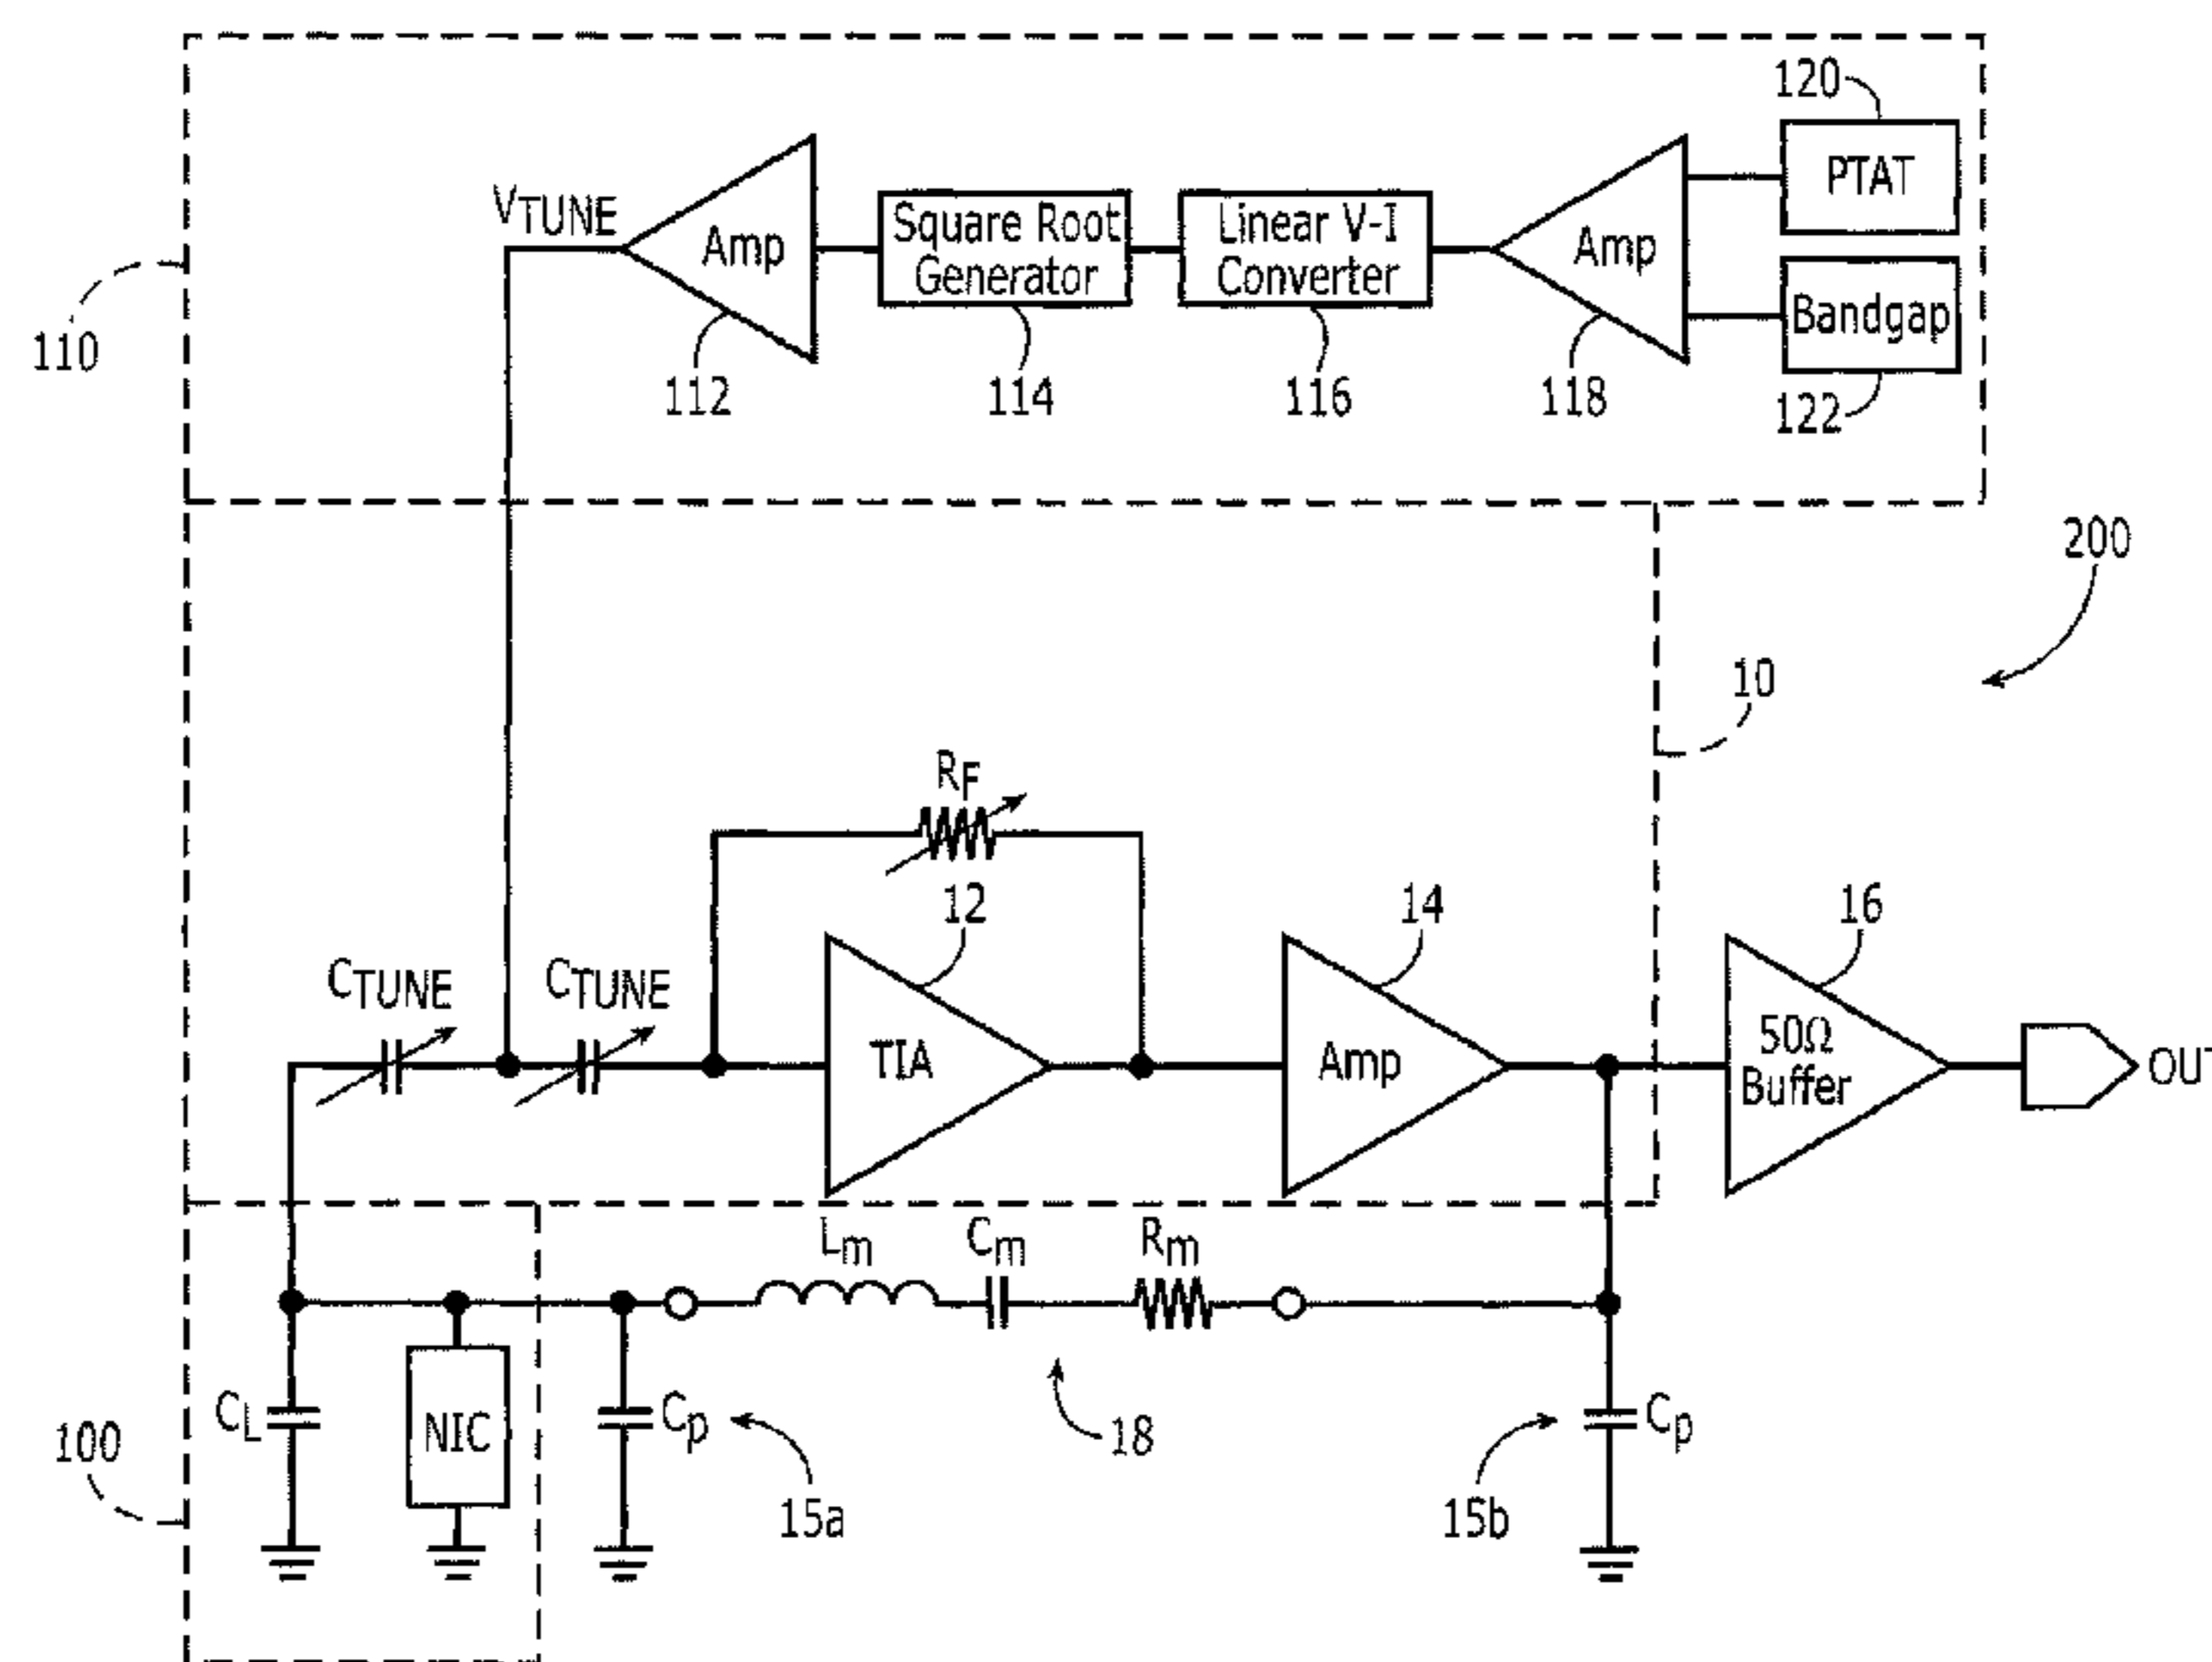 120
PTAT
VTUNE
Amp
Square Root
Generator
Linear V-I
Converter
Amp
Bandgap
110
112
114
116
118
122
200
10
RF
12
14
16
CTUNE
CTUNE
TIA
Amp
50Ω
Buffer
OUT
Lm
Cm
Rm
CL
NIC
Cp
18
Cp
100
15a
15b